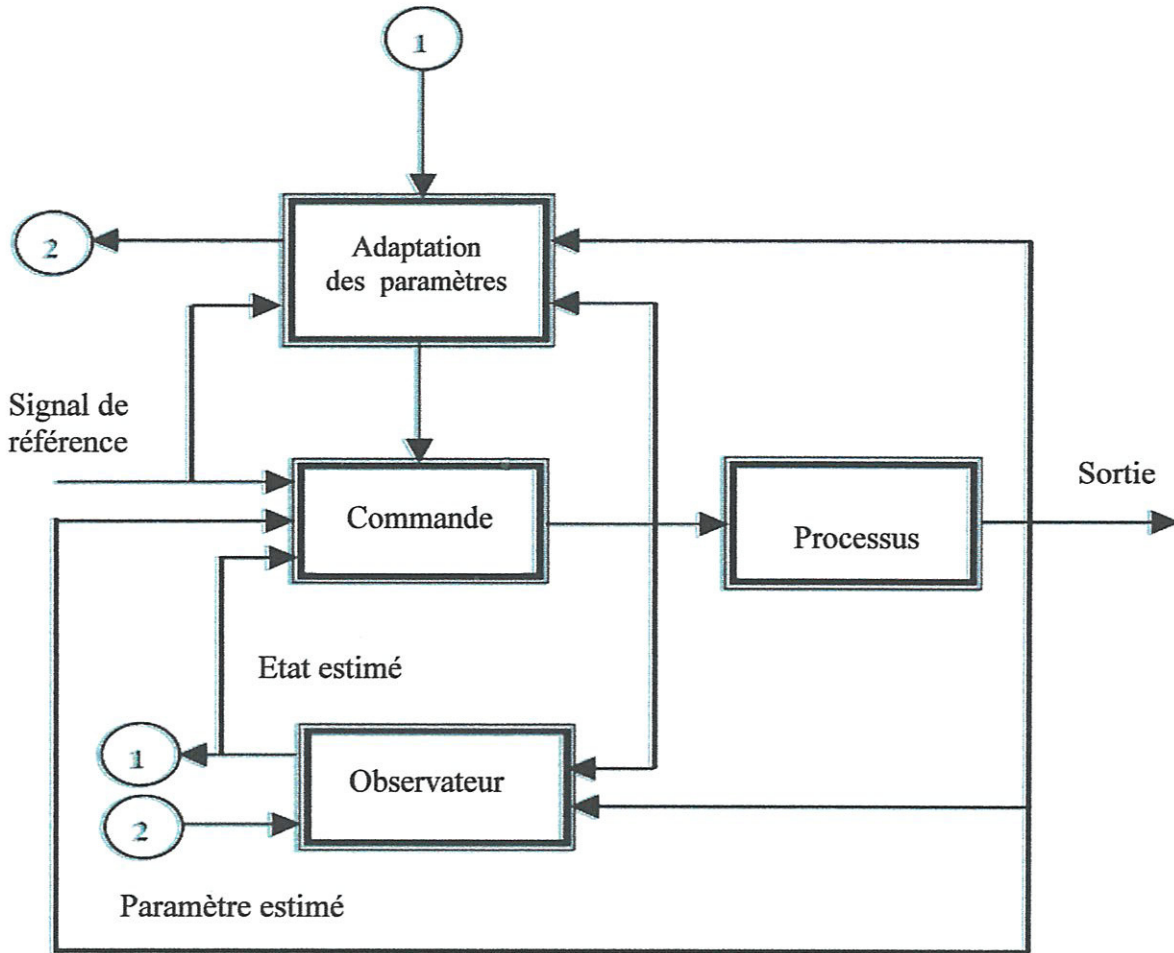 1
Adaptation
des paramètres
2
Signal de
référence
Commande
Processus
Sortie
Etat estimé
1
Observateur
2
Paramètre estimé